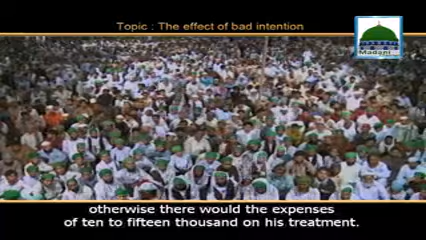 Topic : The effect of bad intention
Madani
otherwise there would the expenses
of ten to fifteen thousand on his treatment.